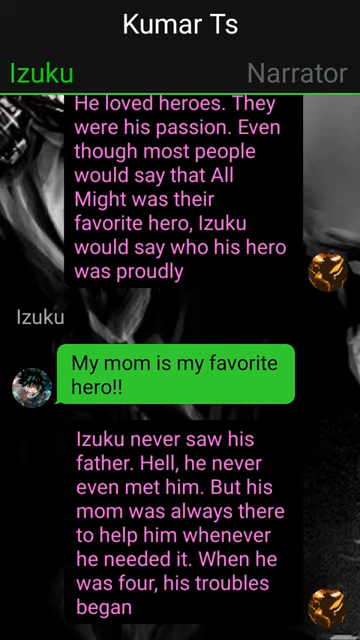 Kumar Ts
Izuku Narrator
He loved heroes. They
were his passion. Even
though most people
would say that All
Might was their
favorite hero, Izuku
would say who his hero
was proudly
Izuku
My mom is my favorite
hero!!
Izuku never saw his
father. Hell, he never
even met him. But his
mom was always there
to help him whenever
he needed it. When he
was four, his troubles
began